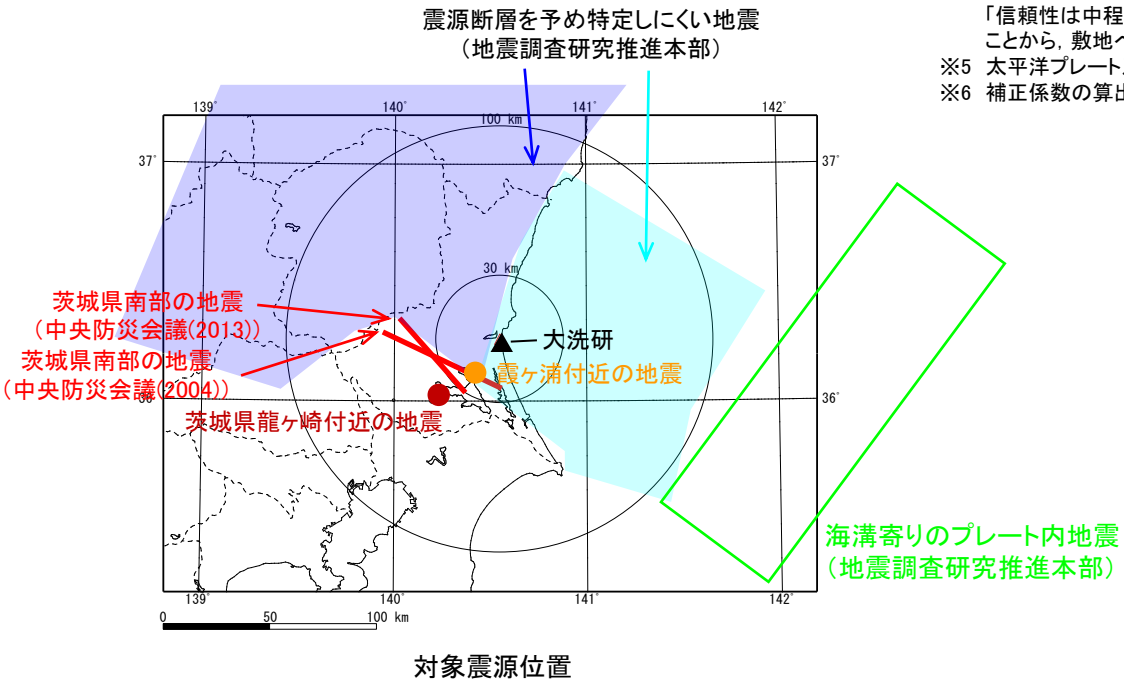 震源断層を予め特定しにくい地震
（地震調査研究推進本部）
「信頼性は中程
ことから，敷地へ
※5 太平洋プレート
※6 補正係数の算出
139°
140°
141°
142°
100 km
37°
37°
30 km
茨城県南部の地震
（中央防災会議(2013)）
大洗研
茨城県南部の地震
（中央防災会議(2004)）
霞ヶ浦付近の地震
36°
36°
茨城県龍ヶ崎付近の地震
海溝寄りのプレート内地震
（地震調査研究推進本部）
139°
140°
141°
142°
0 50 100 km
対象震源位置